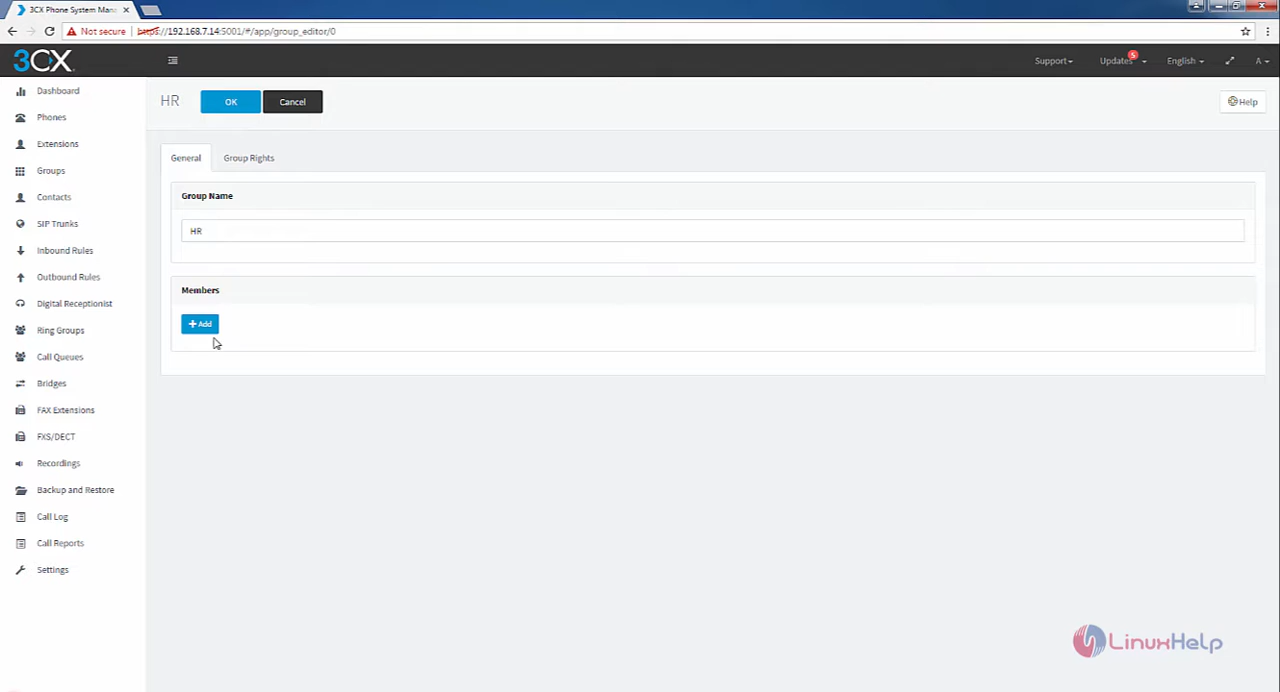 3CX Phone System Mana
Not secure
https://192.168.7.14:5001/#/app/group_editor/0
3CX
Support
Updates
5
English
A
Dashboard
Phones
Extensions
Groups
Contacts
SIP Trunks
Inbound Rules
Outbound Rules
Digital Receptionist
Ring Groups
Call Queues
Bridges
FAX Extensions
FXS/DECT
Recordings
Backup and Restore
Call Log
Call Reports
Settings
HR
OK
Cancel
Help
General
Group Rights
Group Name
HR
Members
+ Add
LinuxHelp